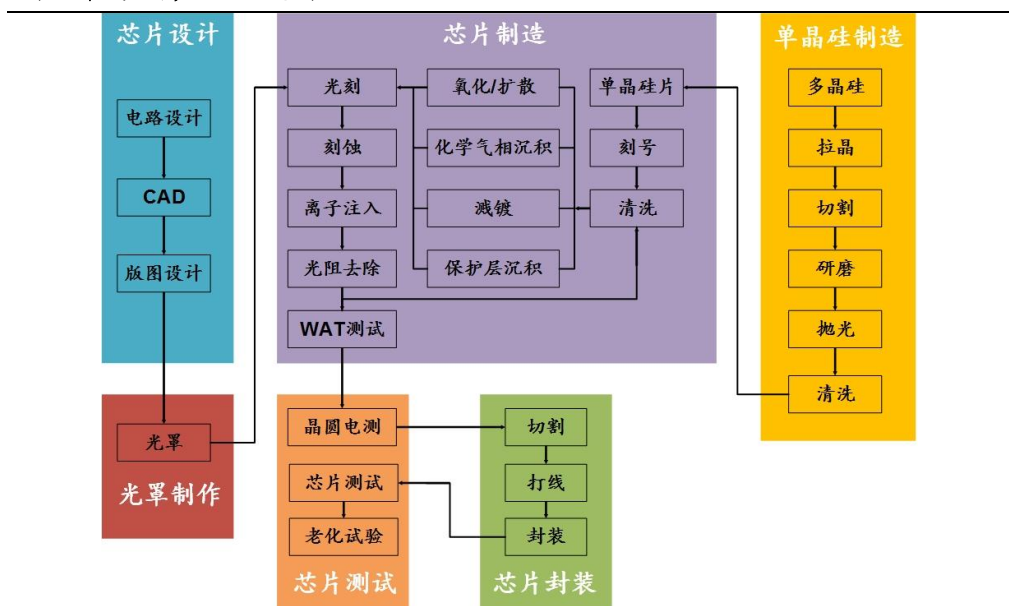 芯片设计
电路设计
CAD
版图设计
光罩
光罩制作
芯片制造
光刻
刻蚀
离子注入
光阻去除
WAT测试
氧化/扩散
化学气相沉积
溅镀
保护层沉积
单晶硅片
刻号
清洗
单晶硅制造
多晶硅
拉晶
切割
研磨
抛光
清洗
晶圆电测
芯片测试
老化试验
芯片测试
切割
打线
封装
芯片封装